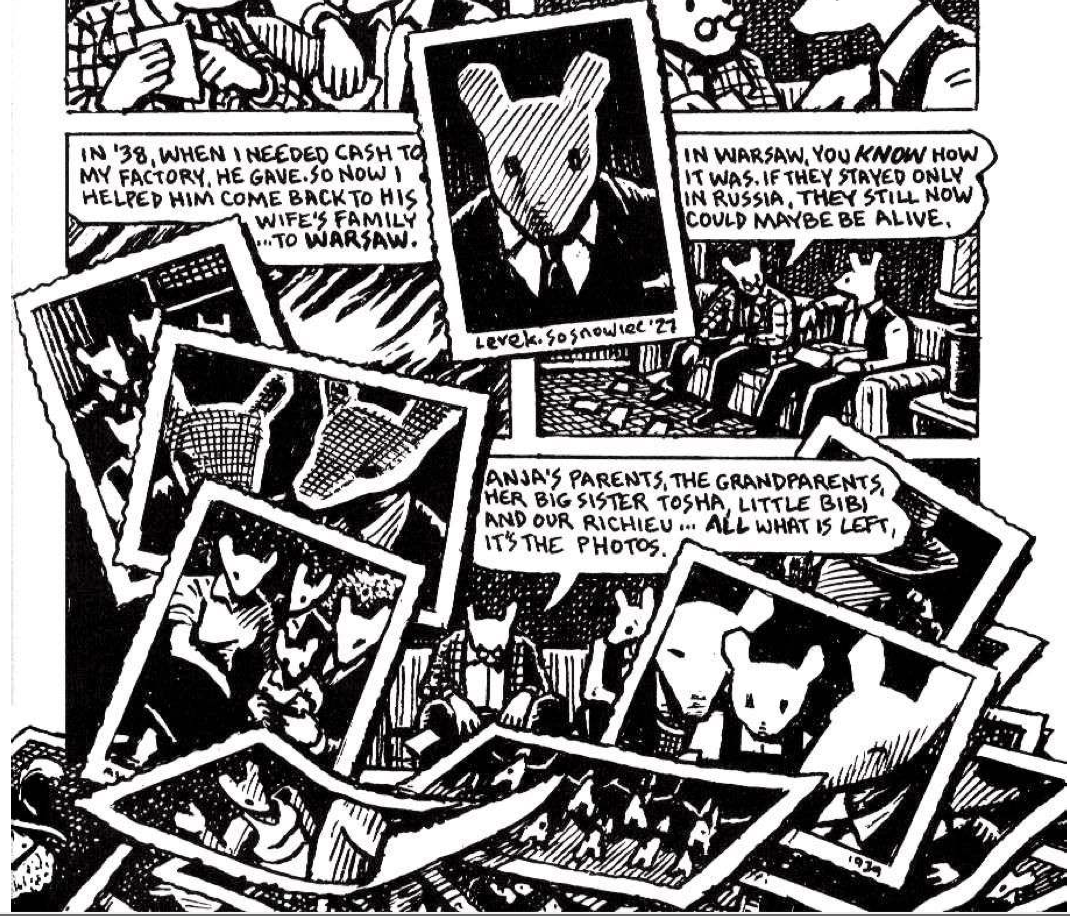 IN '38, WHEN I NEEDED CASH TO
MY FACTORY, HE GAVE. SO NOW I
HELPED HIM COME BACK TO HIS
WIFE'S FAMILY
...TO WARSAW.
Lerek. Sosnowiec '27
IN WARSAW, YOU KNOW HOW
IT WAS. IF THEY STAYED ONLY
IN RUSSIA, THEY STILL NOW
COULD MAYBE BE ALIVE.
ANJA'S PARENTS, THE GRANDPARENTS,
HER BIG SISTER TOSHA, LITTLE BIBI
AND OUR RICHIEU... ALL WHAT IS LEFT,
IT'S THE PHOTOS.
1939